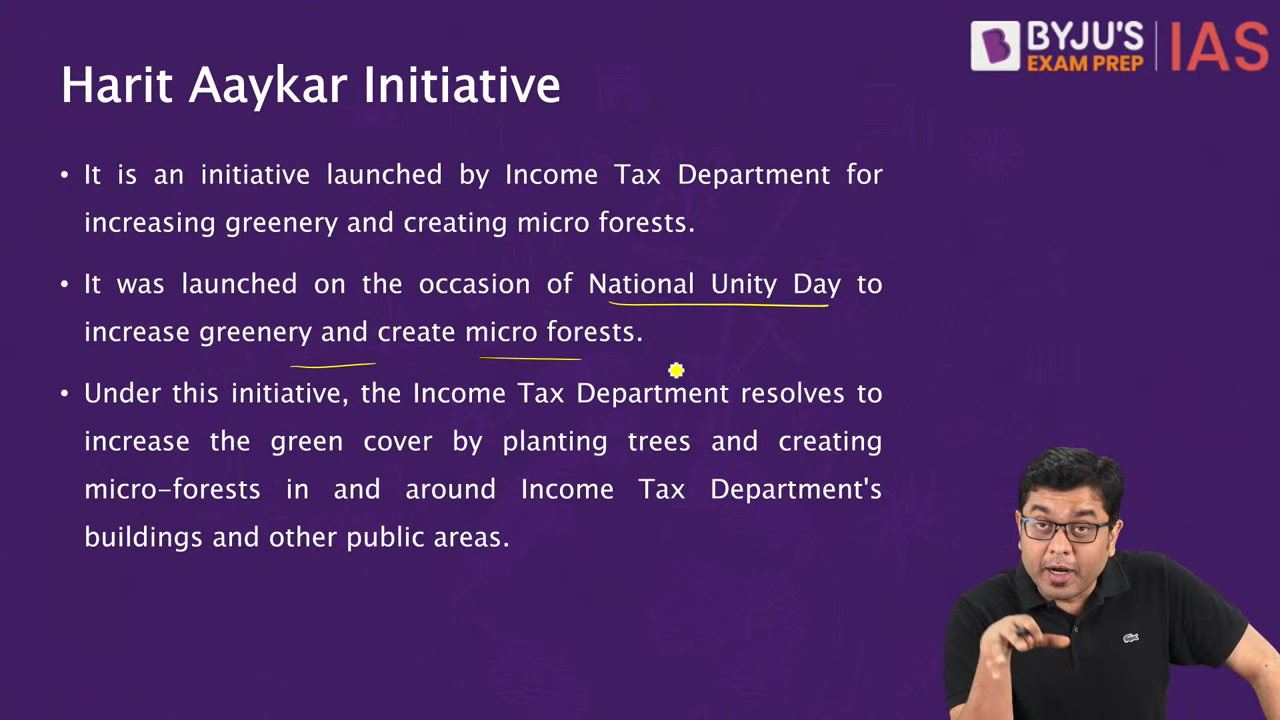 BYJU'S
EXAM PREP
IAS
Harit Aaykar Initiative
• It is an initiative launched by Income Tax Department for
increasing greenery and creating micro forests.
• It was launched on the occasion of National Unity Day to
increase greenery and create micro forests.
• Under this initiative, the Income Tax Department resolves to
increase the green cover by planting trees and creating
micro-forests in and around Income Tax Department's
buildings and other public areas.